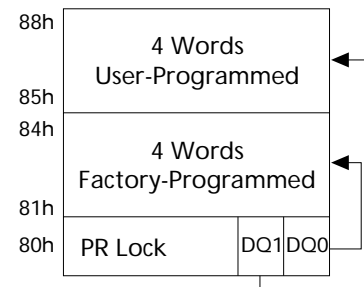 88h
4 Words
User-Programmed
85h
84h
4 Words
Factory-Programmed
81h
80h PR Lock DQ1 DQ0